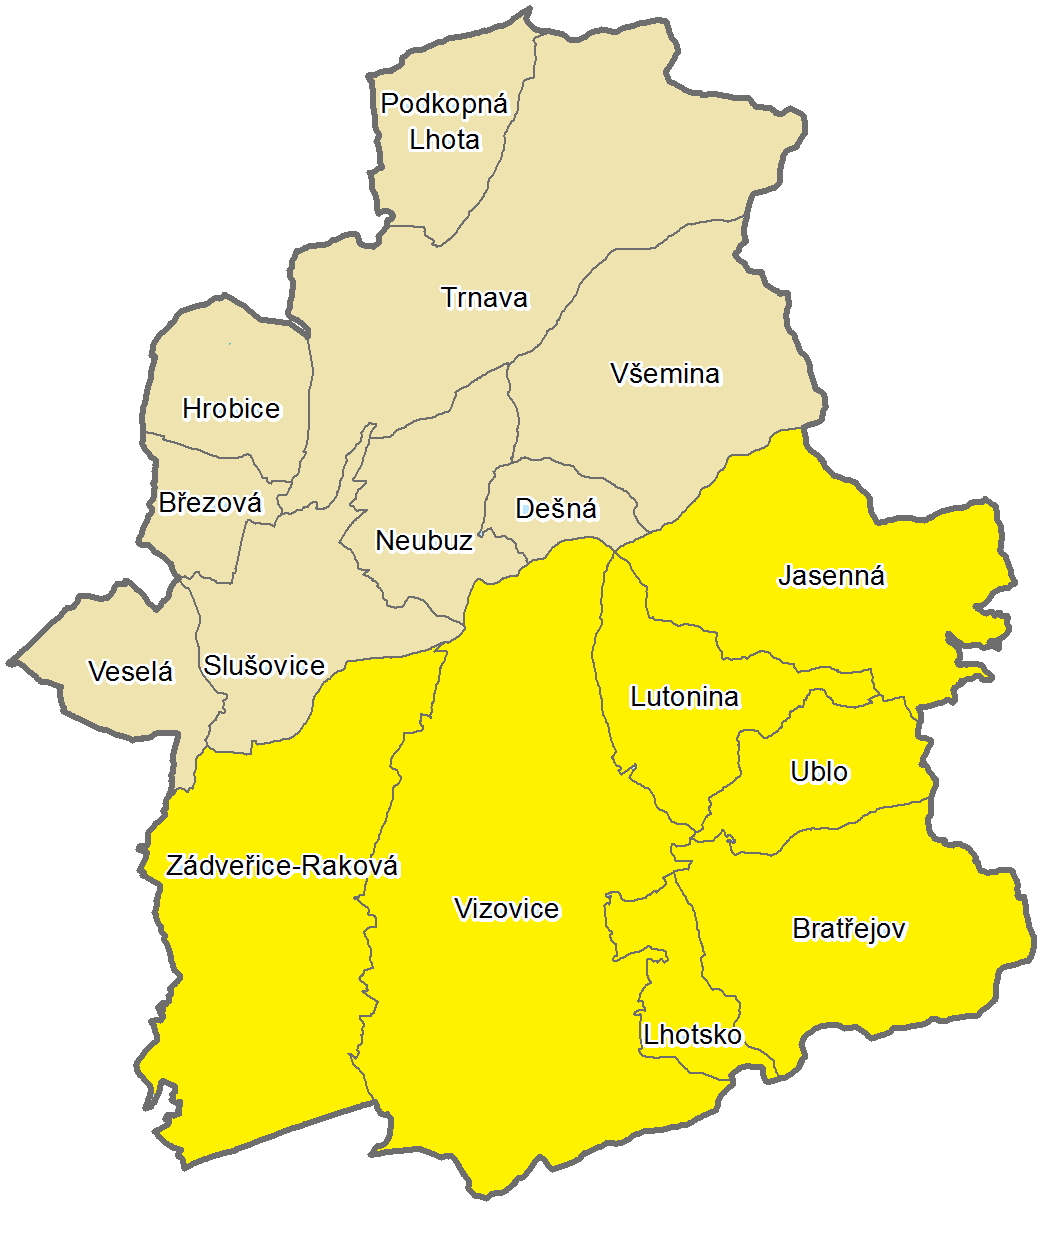 Podkopná
Lhota
Trnava
Všemina
Hrobice
Březová
Dešná
Neubuz
Jasenná
Veselá
Slušovice
Lutonina
Ublo
Zádveřice-Raková
Vizovice
Bratřejov
Lhotsko